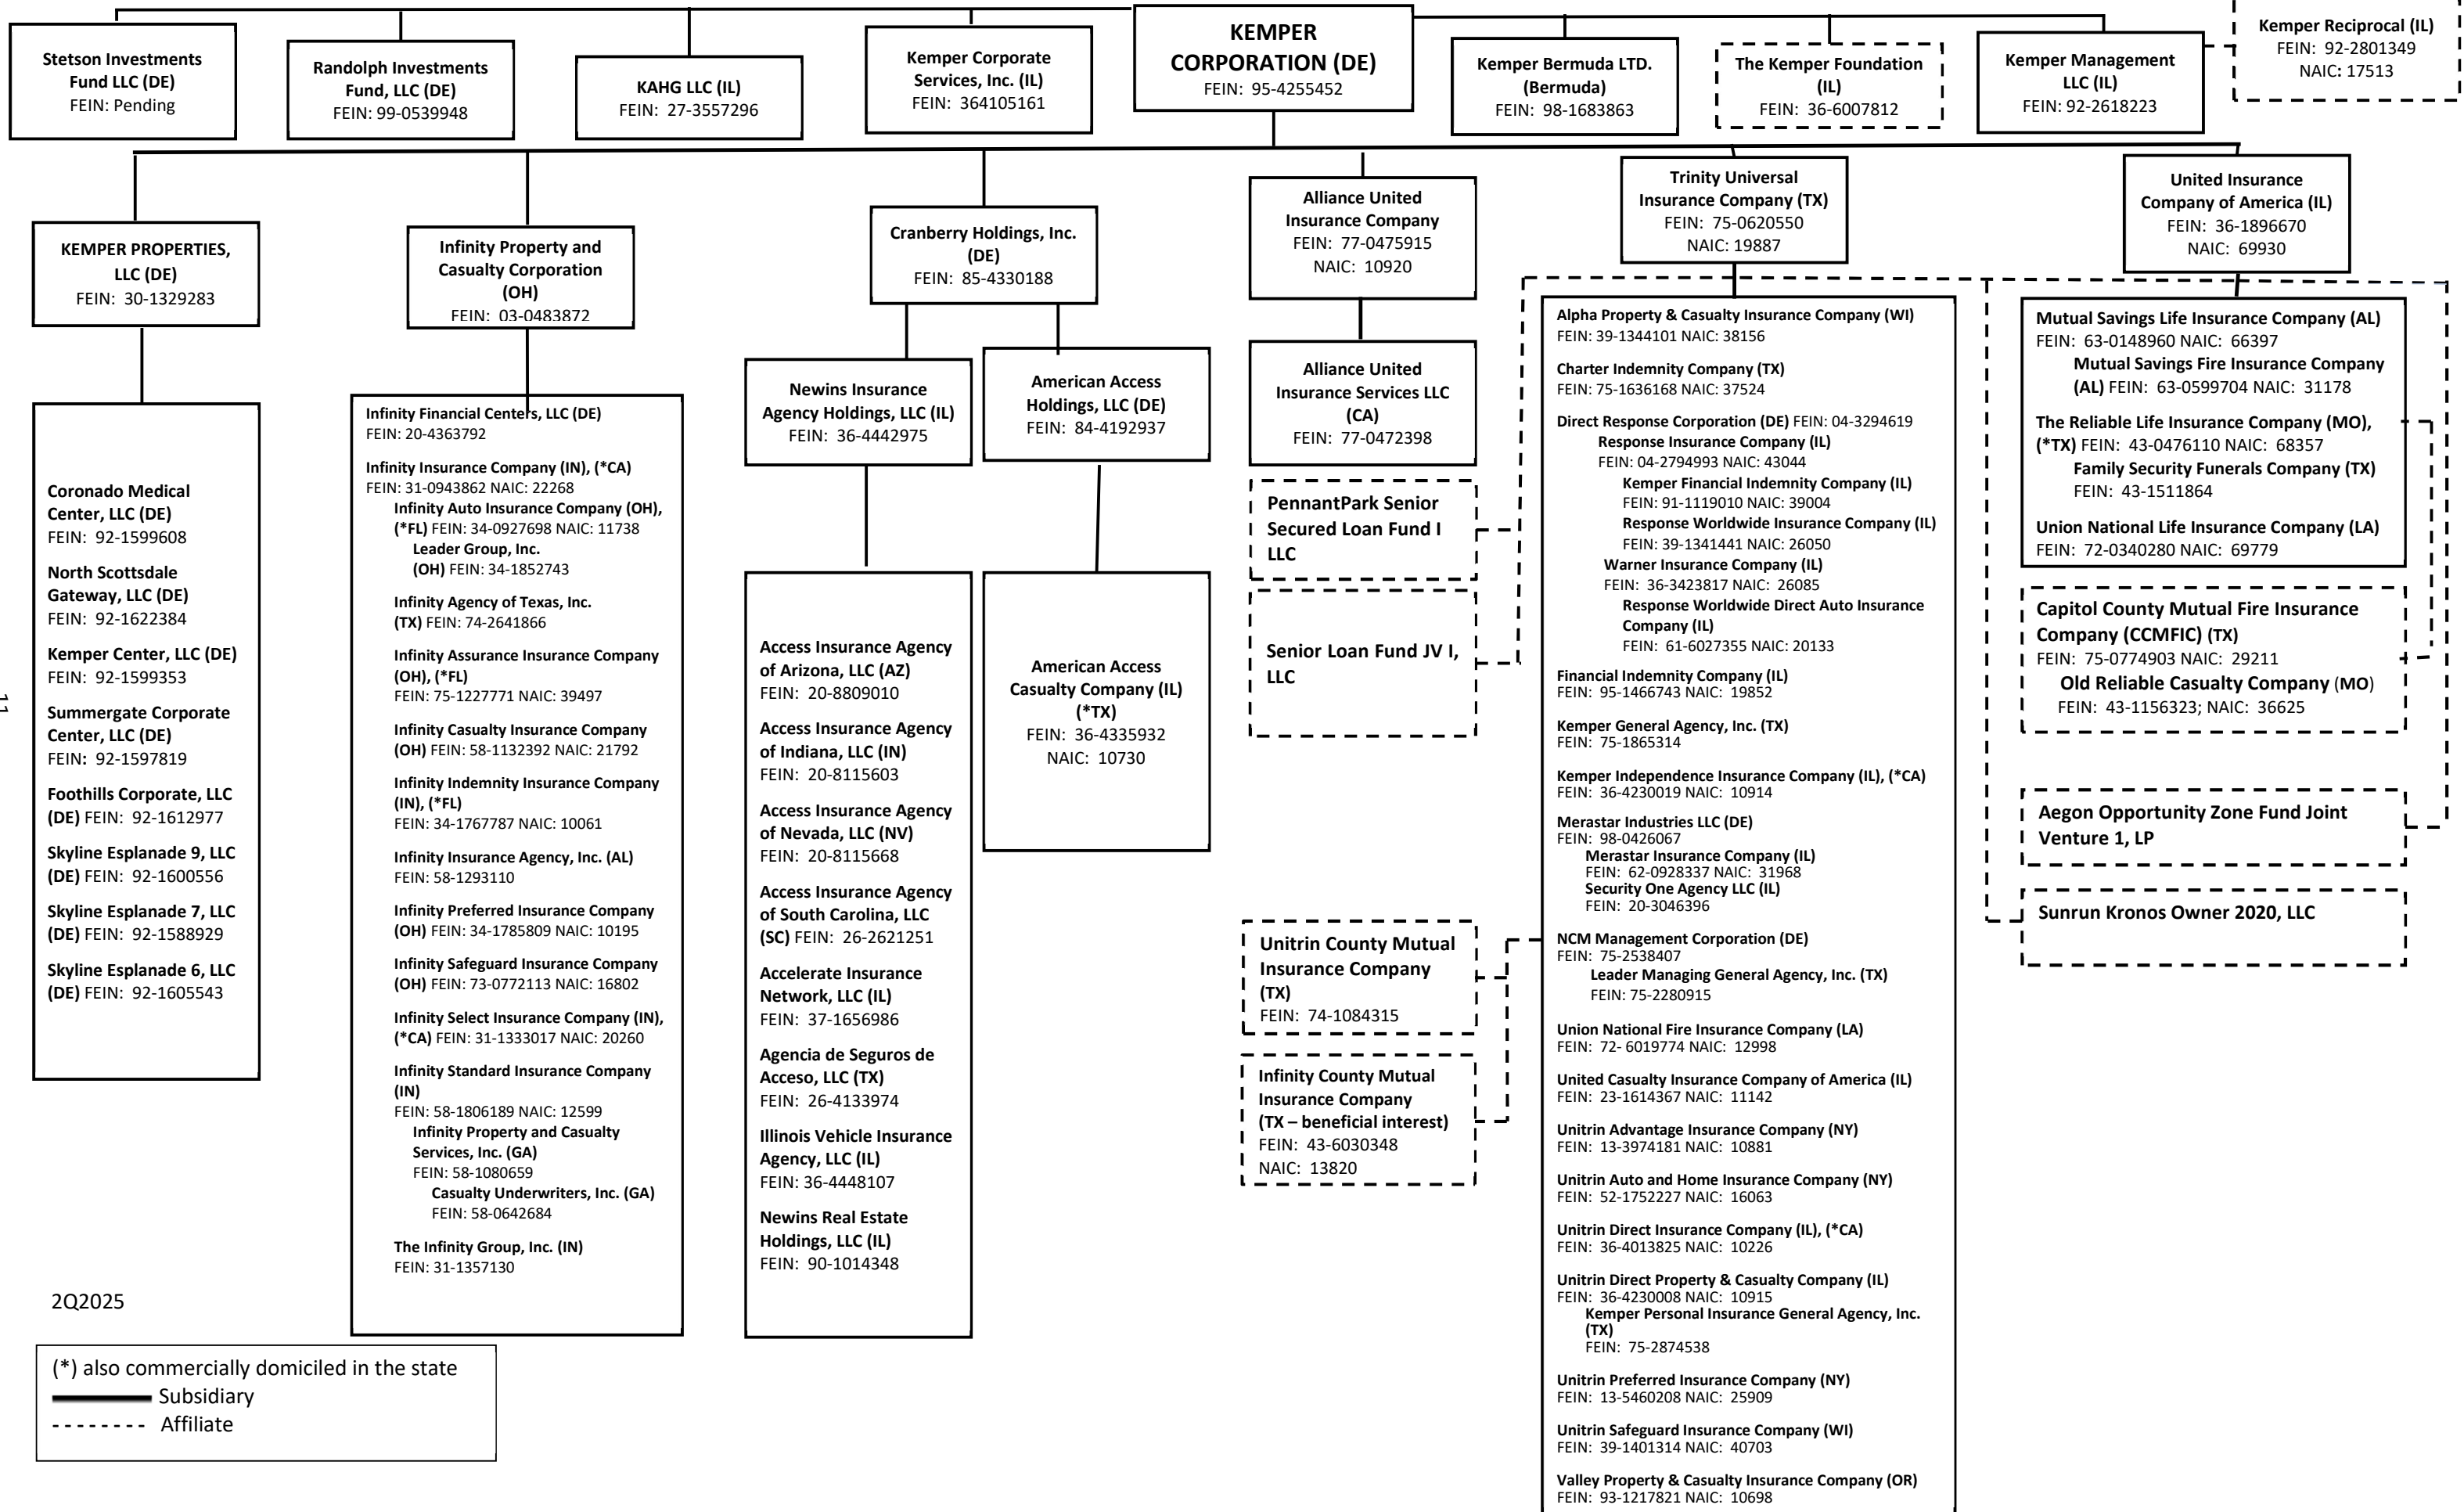 KEMPER
CORPORATION (DE)
FEIN: 95-4255452
Stetson Investments
Fund LLC (DE)
FEIN: Pending
Randolph Investments
Fund, LLC (DE)
FEIN: 99-0539948
KAHG LLC (IL)
FEIN: 27-3557296
Kemper Corporate
Services, Inc. (IL)
FEIN: 364105161
Kemper Bermuda LTD.
(Bermuda)
FEIN: 98-1683863
The Kemper Foundation
(IL)
FEIN: 36-6007812
Kemper Management
LLC (IL)
FEIN: 92-2618223
Kemper Reciprocal (IL)
FEIN: 92-2801349
NAIC: 17513
KEMPER PROPERTIES,
LLC (DE)
FEIN: 30-1329283
Infinity Property and
Casualty Corporation
(OH)
FEIN: 03-0483872
Cranberry Holdings, Inc.
(DE)
FEIN: 85-4330188
Alliance United
Insurance Company
FEIN: 77-0475915
NAIC: 10920
Trinity Universal
Insurance Company (TX)
FEIN: 75-0620550
NAIC: 19887
United Insurance
Company of America (IL)
FEIN: 36-1896670
NAIC: 69930
Coronado Medical
Center, LLC (DE)
FEIN: 92-1599608
North Scottsdale
Gateway, LLC (DE)
FEIN: 92-1622384
Kemper Center, LLC (DE)
FEIN: 92-1599353
Summergate Corporate
Center, LLC (DE)
FEIN: 92-1597819
Foothills Corporate, LLC
(DE) FEIN: 92-1612977
Skyline Esplanade 9, LLC
(DE) FEIN: 92-1600556
Skyline Esplanade 7, LLC
(DE) FEIN: 92-1588929
Skyline Esplanade 6, LLC
(DE) FEIN: 92-1605543
Infinity Financial Centers, LLC (DE)
FEIN: 20-4363792
Infinity Insurance Company (IN), (*CA)
FEIN: 31-0943862 NAIC: 22268
Infinity Auto Insurance Company (OH),
(*FL) FEIN: 34-0927698 NAIC: 11738
Leader Group, Inc.
(OH) FEIN: 34-1852743
Infinity Agency of Texas, Inc.
(TX) FEIN: 74-2641866
Infinity Assurance Insurance Company
(OH), (*FL)
FEIN: 75-1227771 NAIC: 39497
Infinity Casualty Insurance Company
(OH) FEIN: 58-1132392 NAIC: 21792
Infinity Indemnity Insurance Company
(IN), (*FL)
FEIN: 34-1767787 NAIC: 10061
Infinity Insurance Agency, Inc. (AL)
FEIN: 58-1293110
Infinity Preferred Insurance Company
(OH) FEIN: 34-1785809 NAIC: 10195
Infinity Safeguard Insurance Company
(OH) FEIN: 73-0772113 NAIC: 16802
Infinity Select Insurance Company (IN),
(*CA) FEIN: 31-1333017 NAIC: 20260
Infinity Standard Insurance Company
(IN)
FEIN: 58-1806189 NAIC: 12599
Infinity Property and Casualty
Services, Inc. (GA)
FEIN: 58-1080659
Casualty Underwriters, Inc. (GA)
FEIN: 58-0642684
The Infinity Group, Inc. (IN)
FEIN: 31-1357130
Newins Insurance
Agency Holdings, LLC (IL)
FEIN: 36-4442975
American Access
Holdings, LLC (DE)
FEIN: 84-4192937
Access Insurance Agency
of Arizona, LLC (AZ)
FEIN: 20-8809010
Access Insurance Agency
of Indiana, LLC (IN)
FEIN: 20-8115603
Access Insurance Agency
of Nevada, LLC (NV)
FEIN: 20-8115668
Access Insurance Agency
of South Carolina, LLC
(SC) FEIN: 26-2621251
Accelerate Insurance
Network, LLC (IL)
FEIN: 37-1656986
Agencia de Seguros de
Acceso, LLC (TX)
FEIN: 26-4133974
Illinois Vehicle Insurance
Agency, LLC (IL)
FEIN: 36-4448107
Newins Real Estate
Holdings, LLC (IL)
FEIN: 90-1014348
American Access
Casualty Company (IL)
(*TX)
FEIN: 36-4335932
NAIC: 10730
Alliance United
Insurance Services LLC
(CA)
FEIN: 77-0472398
PennantPark Senior
Secured Loan Fund I
LLC
Senior Loan Fund JV I,
LLC
Unitrin County Mutual
Insurance Company
(TX)
FEIN: 74-1084315
Infinity County Mutual
Insurance Company
(TX – beneficial interest)
FEIN: 43-6030348
NAIC: 13820
Alpha Property & Casualty Insurance Company (WI)
FEIN: 39-1344101 NAIC: 38156
Charter Indemnity Company (TX)
FEIN: 75-1636168 NAIC: 37524
Direct Response Corporation (DE) FEIN: 04-3294619
Response Insurance Company (IL)
FEIN: 04-2794993 NAIC: 43044
Kemper Financial Indemnity Company (IL)
FEIN: 91-1119010 NAIC: 39004
Response Worldwide Insurance Company (IL)
FEIN: 39-1341441 NAIC: 26050
Warner Insurance Company (IL)
FEIN: 36-3423817 NAIC: 26085
Response Worldwide Direct Auto Insurance
Company (IL)
FEIN: 61-6027355 NAIC: 20133
Financial Indemnity Company (IL)
FEIN: 95-1466743 NAIC: 19852
Kemper General Agency, Inc. (TX)
FEIN: 75-1865314
Kemper Independence Insurance Company (IL), (*CA)
FEIN: 36-4230019 NAIC: 10914
Merastar Industries LLC (DE)
FEIN: 98-0426067
Merastar Insurance Company (IL)
FEIN: 62-0928337 NAIC: 31968
Security One Agency LLC (IL)
FEIN: 20-3046396
NCM Management Corporation (DE)
FEIN: 75-2538407
Leader Managing General Agency, Inc. (TX)
FEIN: 75-2280915
Union National Fire Insurance Company (LA)
FEIN: 72- 6019774 NAIC: 12998
United Casualty Insurance Company of America (IL)
FEIN: 23-1614367 NAIC: 11142
Unitrin Advantage Insurance Company (NY)
FEIN: 13-3974181 NAIC: 10881
Unitrin Auto and Home Insurance Company (NY)
FEIN: 52-1752227 NAIC: 16063
Unitrin Direct Insurance Company (IL), (*CA)
FEIN: 36-4013825 NAIC: 10226
Unitrin Direct Property & Casualty Company (IL)
FEIN: 36-4230008 NAIC: 10915
Kemper Personal Insurance General Agency, Inc.
(TX)
FEIN: 75-2874538
Unitrin Preferred Insurance Company (NY)
FEIN: 13-5460208 NAIC: 25909
Unitrin Safeguard Insurance Company (WI)
FEIN: 39-1401314 NAIC: 40703
Valley Property & Casualty Insurance Company (OR)
FEIN: 93-1217821 NAIC: 10698
Mutual Savings Life Insurance Company (AL)
FEIN: 63-0148960 NAIC: 66397
Mutual Savings Fire Insurance Company
(AL) FEIN: 63-0599704 NAIC: 31178
The Reliable Life Insurance Company (MO),
(*TX) FEIN: 43-0476110 NAIC: 68357
Family Security Funerals Company (TX)
FEIN: 43-1511864
Union National Life Insurance Company (LA)
FEIN: 72-0340280 NAIC: 69779
Capitol County Mutual Fire Insurance
Company (CCMFIC) (TX)
FEIN: 75-0774903 NAIC: 29211
Old Reliable Casualty Company (MO)
FEIN: 43-1156323; NAIC: 36625
Aegon Opportunity Zone Fund Joint
Venture 1, LP
Sunrun Kronos Owner 2020, LLC
11
2Q2025
(*) also commercially domiciled in the state
Subsidiary
Affiliate